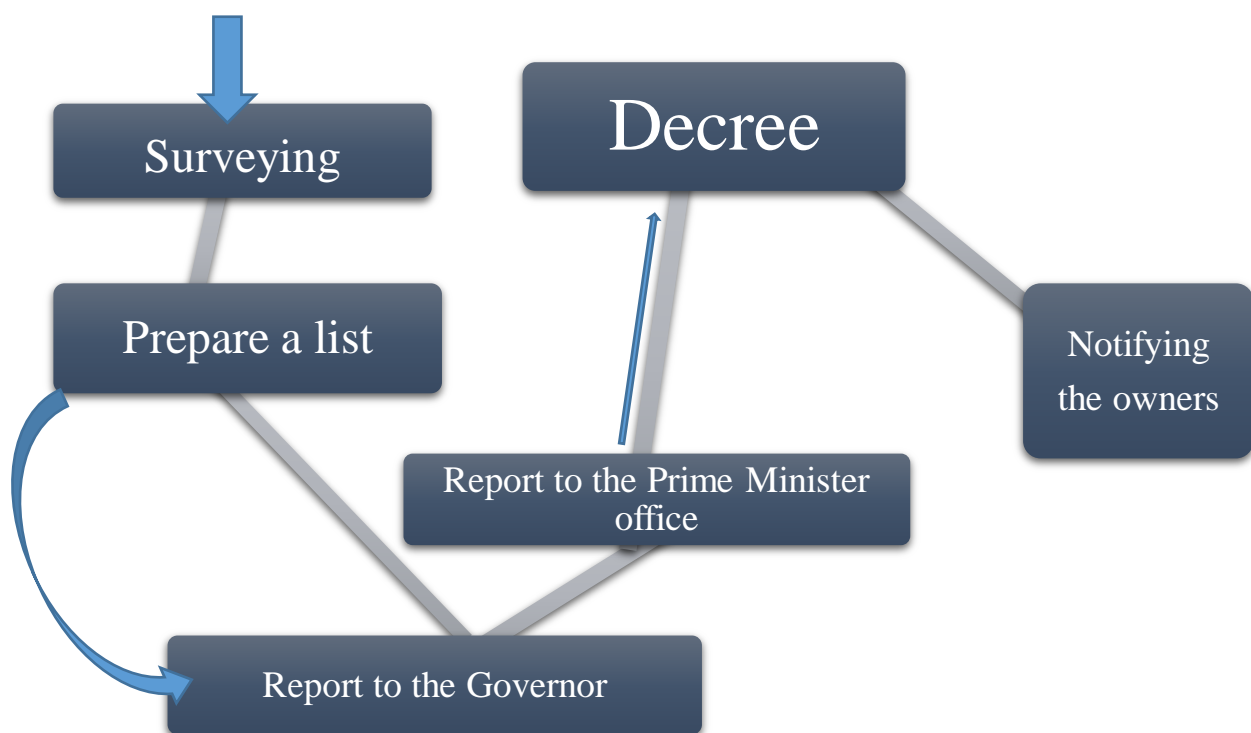 Surveying
Prepare a list
Report to the Governor
Report to the Prime Minister
office
Decree
Notifying
the owners